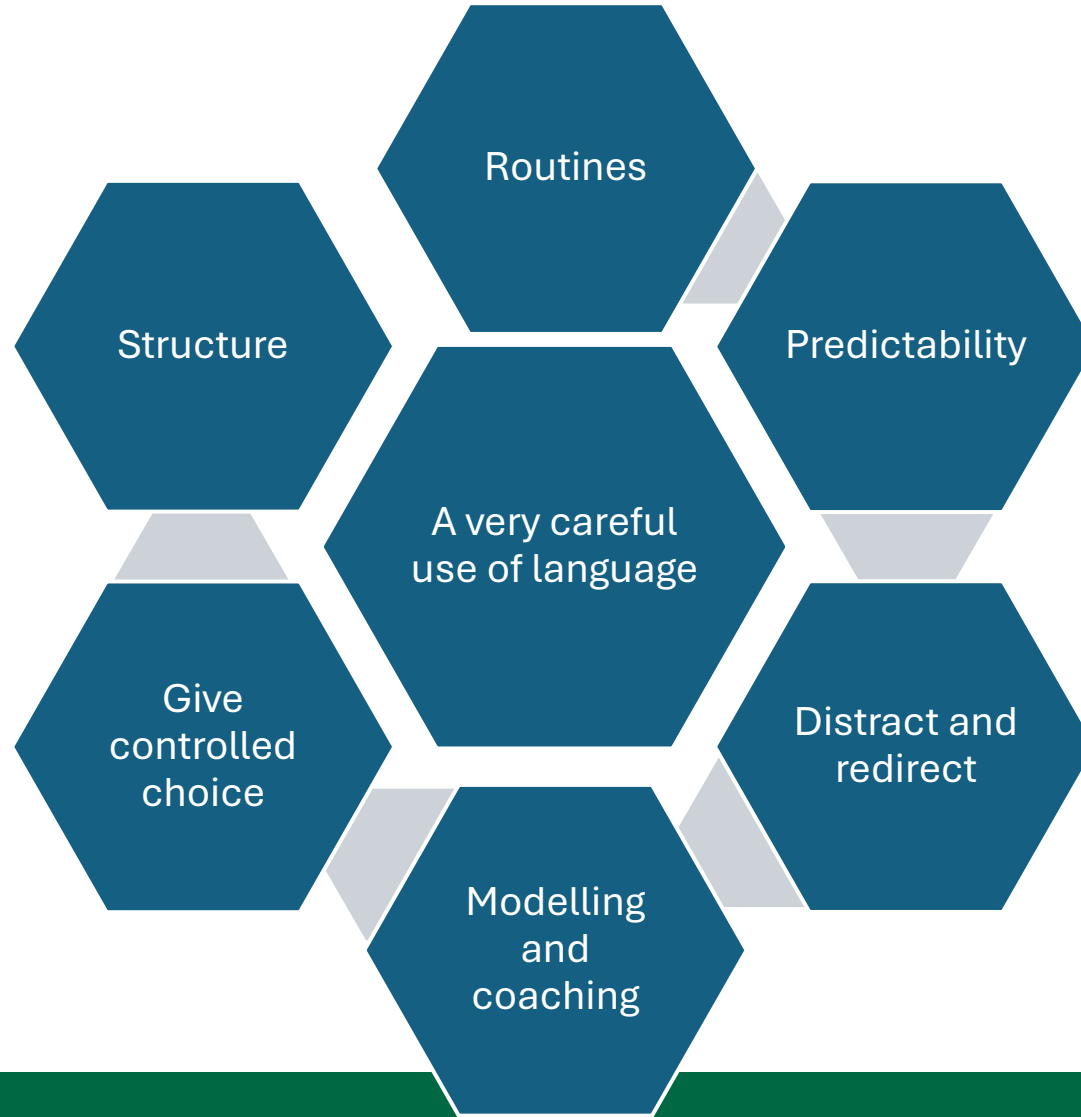 Routines
Structure
Predictability
A very careful
use of language
Give
controlled
choice
Distract and
redirect
Modelling
and
coaching